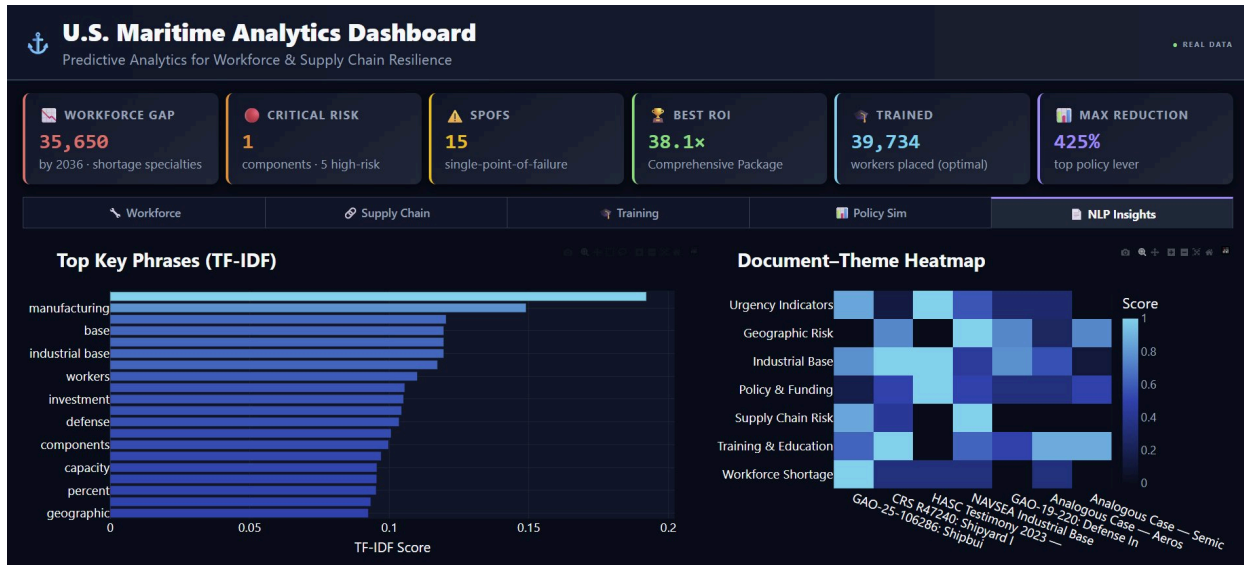 U.S. Maritime Analytics Dashboard
Predictive Analytics for Workforce & Supply Chain Resilience
REAL DATA
WORKFORCE GAP
35,650
by 2036 · shortage specialties
CRITICAL RISK
1
components · 5 high-risk
SPOFS
15
single-point-of-failure
BEST ROI
38.1×
Comprehensive Package
TRAINED
39,734
workers placed (optimal)
MAX REDUCTION
425%
top policy lever
Workforce
Supply Chain
Training
Policy Sim
NLP Insights
Top Key Phrases (TF-IDF)
manufacturing
base
industrial base
workers
investment
defense
components
capacity
percent
geographic
0
0.05
0.1
0.15
0.2
TF-IDF Score
Document–Theme Heatmap
Urgency Indicators
Geographic Risk
Industrial Base
Policy & Funding
Supply Chain Risk
Training & Education
Workforce Shortage
GAO-25-106286: Shipbui
CRS R47240: Shipyard I
HASC Testimony 2023 —
NAVSEA Industrial Base
GAO-19-220: Defense In
Analogous Case — Aeros
Analogous Case — Semic
Score
1
0.8
0.6
0.4
0.2
0